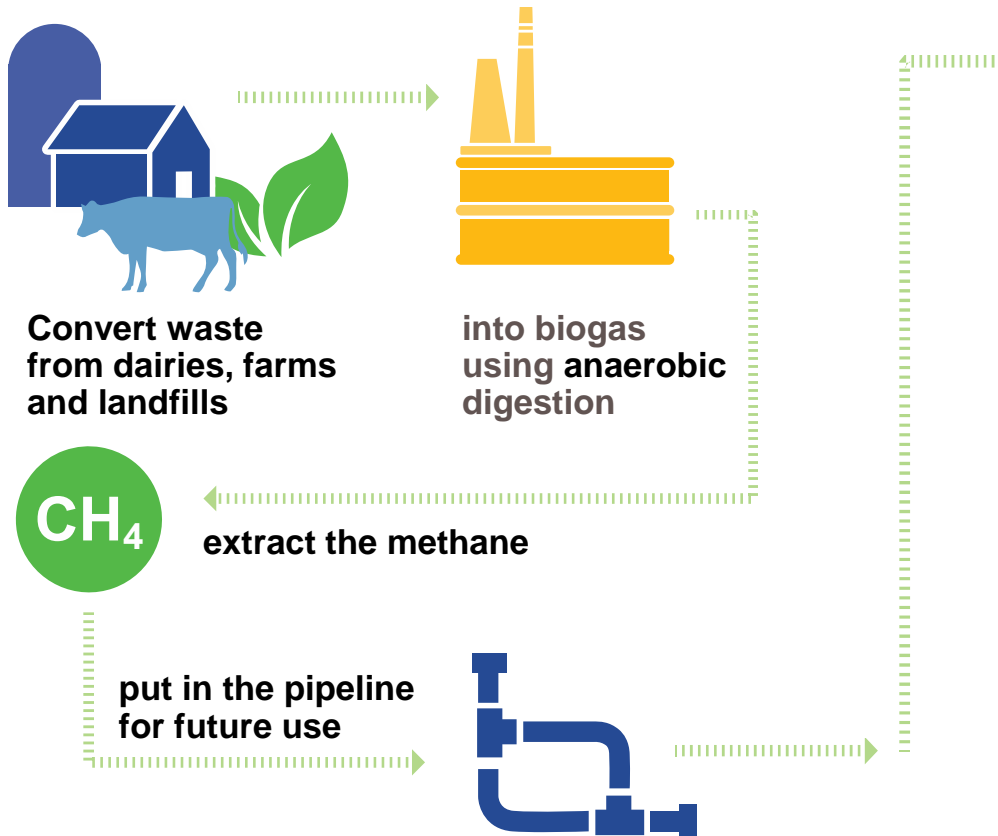 Convert waste
from dairies, farms
and landfills
into biogas
using anaerobic
digestion
CH₄
extract the methane
put in the pipeline
for future use